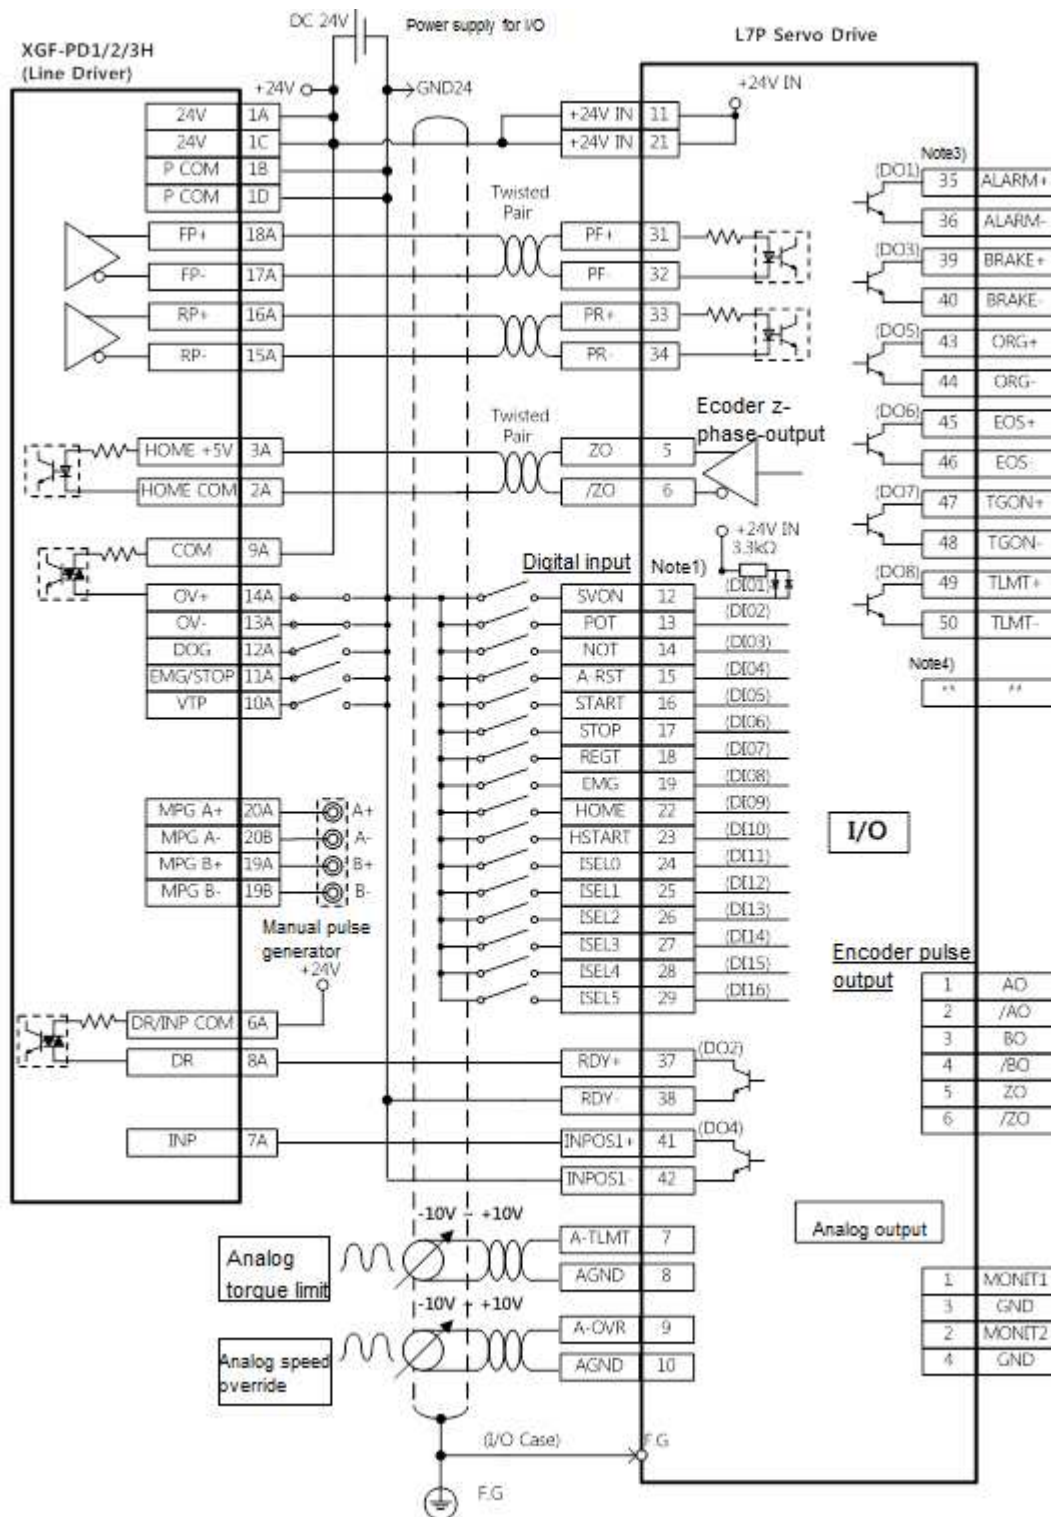 DC 24V
Power supply for I/O
XGF-PD1/2/3H
(Line Driver)
L7P Servo Drive
+24V
GND24
+24V IN
24V 1A
24V 1C
P COM 1B
P COM 1D
+24V IN 11
+24V IN 21
Twisted
Pair
FP+ 18A
FP- 17A
RP+ 16A
RP- 15A
PF+ 31
PF- 32
PR+ 33
PR- 34
Note3)
(DO1)
35 ALARM+
36 ALARM-
(DO3)
39 BRAKE+
40 BRAKE-
(DO5)
43 ORG+
44 ORG-
(DO6)
45 EOS+
46 EOS-
(DO7)
47 TGON+
48 TGON-
(DO8)
49 TLMT+
50 TLMT-
Note4)
Twisted
Pair
HOME +5V 3A
HOME COM 2A
ZO 5
/ZO 6
Ecoder z-
phase-output
+24V IN
3.3kΩ
COM 9A
OV+ 14A
OV- 13A
DOG 12A
EMG/STOP 11A
VTP 10A
Digital input
Note1)
SVON 12 (DI01)
POT 13 (DI02)
NOT 14 (DI03)
A-RST 15 (DI04)
START 16 (DI05)
STOP 17 (DI06)
REGT 18 (DI07)
EMG 19 (DI08)
HOME 22 (DI09)
HSTART 23 (DI10)
ISEL0 24 (DI11)
ISEL1 25 (DI12)
ISEL2 26 (DI13)
ISEL3 27 (DI14)
ISEL4 28 (DI15)
ISEL5 29 (DI16)
I/O
MPG A+ 20A A+
MPG A- 20B A-
MPG B+ 19A B+
MPG B- 19B B-
Manual pulse
generator
+24V
DR/INP COM 6A
DR 8A
INP 7A
RDY+ 37
RDY- 38
(DO2)
INPOS1+ 41
INPOS1- 42
(DO4)
Encoder pulse
output
1 AO
2 /AO
3 BO
4 /BO
5 ZO
6 /ZO
Analog
torque limit
-10V ~ +10V
A-TLMT 7
AGND 8
Analog speed
override
-10V ~ +10V
A-OVR 9
AGND 10
Analog output
1 MONIT1
3 GND
2 MONIT2
4 GND
(I/O Case)
F.G
F.G